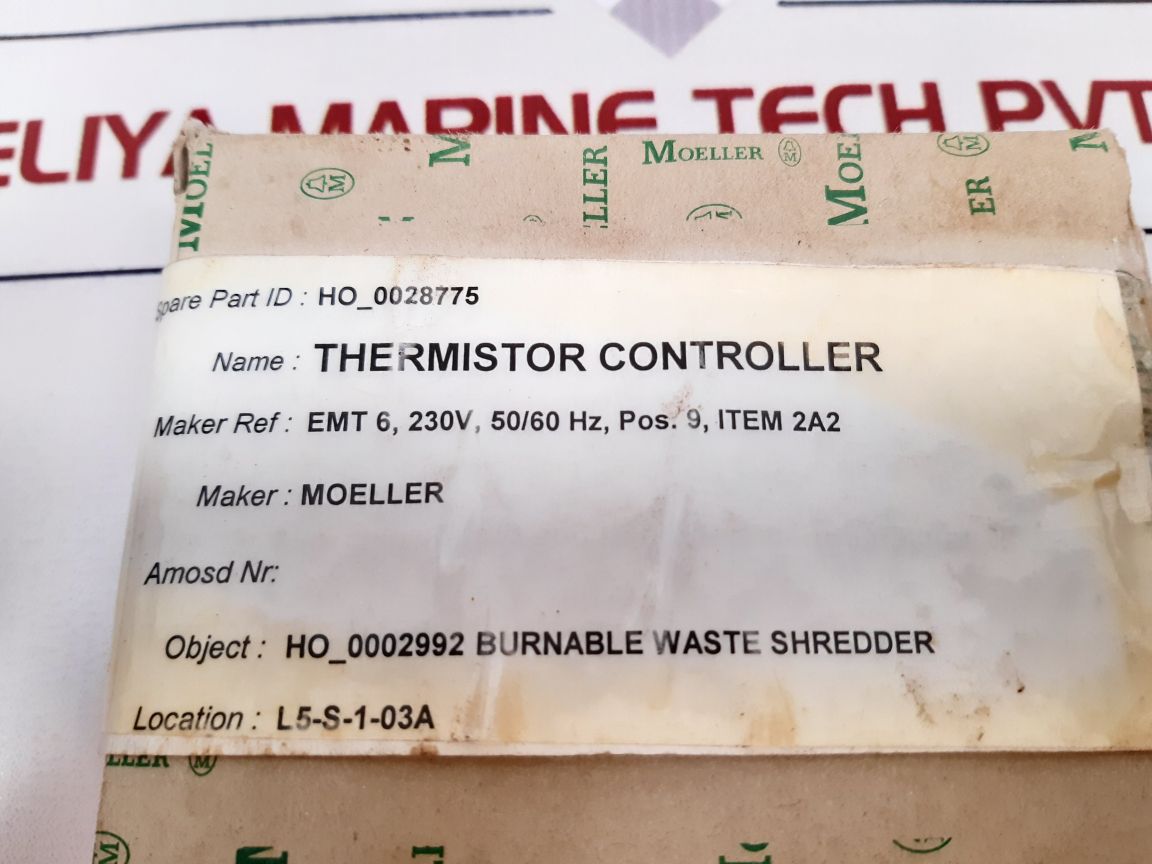 ELIYA MARINE TECH PVT
MOELLER
Spare Part ID : HO_0028775
Name : THERMISTOR CONTROLLER
Maker Ref : EMT 6, 230V, 50/60 Hz, Pos. 9, ITEM 2A2
Maker : MOELLER
Amosd Nr:
Object : HO_0002992 BURNABLE WASTE SHREDDER
Location : L5-S-1-03A